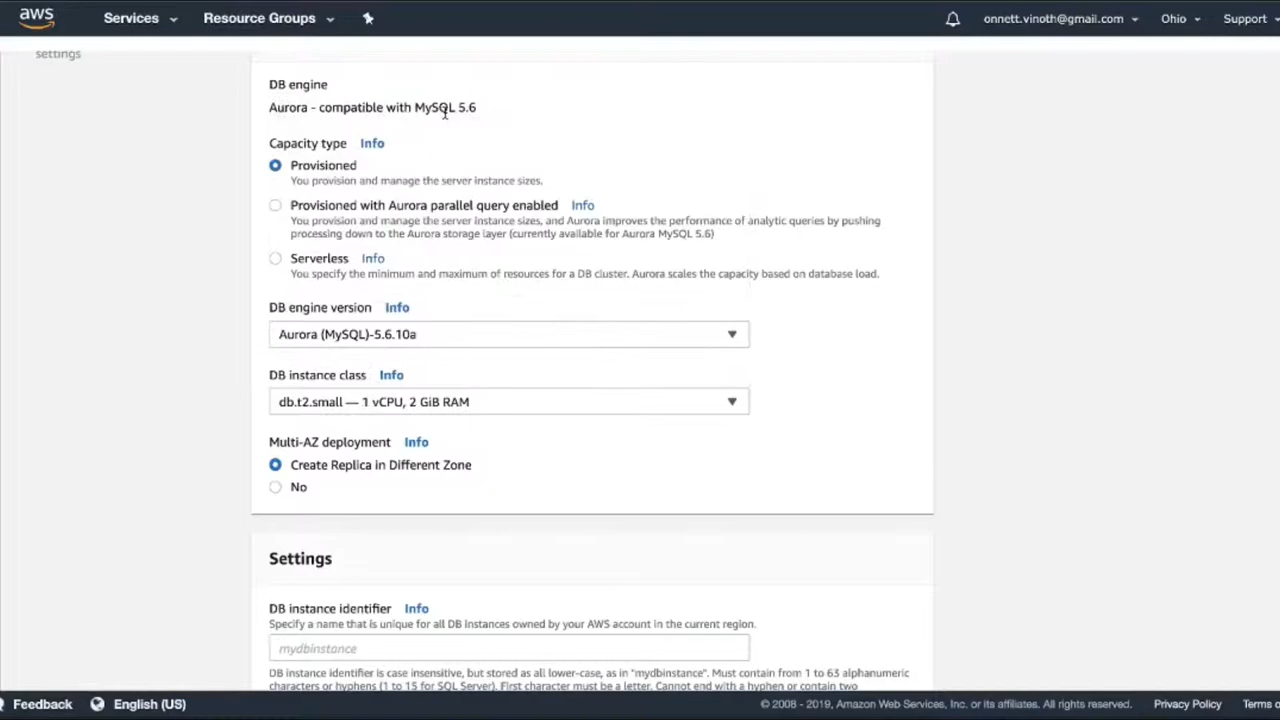 aws
Services
Resource Groups
onnett.vinoth@gmail.com
Ohio
Support
settings
DB engine
Aurora - compatible with MySQL 5.6
Capacity type Info
Provisioned
You provision and manage the server instance sizes.
Provisioned with Aurora parallel query enabled Info
You provision and manage the server instance sizes, and Aurora improves the performance of analytic queries by pushing
processing down to the Aurora storage layer (currently available for Aurora MySQL 5.6)
Serverless Info
You specify the minimum and maximum of resources for a DB cluster. Aurora scales the capacity based on database load.
DB engine version Info
Aurora (MySQL)-5.6.10a
DB instance class Info
db.t2.small — 1 vCPU, 2 GiB RAM
Multi-AZ deployment Info
Create Replica in Different Zone
No
Settings
DB instance identifier Info
Specify a name that is unique for all DB instances owned by your AWS account in the current region.
mydbinstance
DB instance identifier is case insensitive, but stored as all lower-case, as in "mydbinstance". Must contain from 1 to 63 alphanumeric
characters or hyphens (1 to 15 for SQL Server). First character must be a letter. Cannot end with a hyphen or contain two
Feedback
English (US)
© 2008 - 2019, Amazon Web Services, Inc. or its affiliates. All rights reserved.
Privacy Policy
Terms o